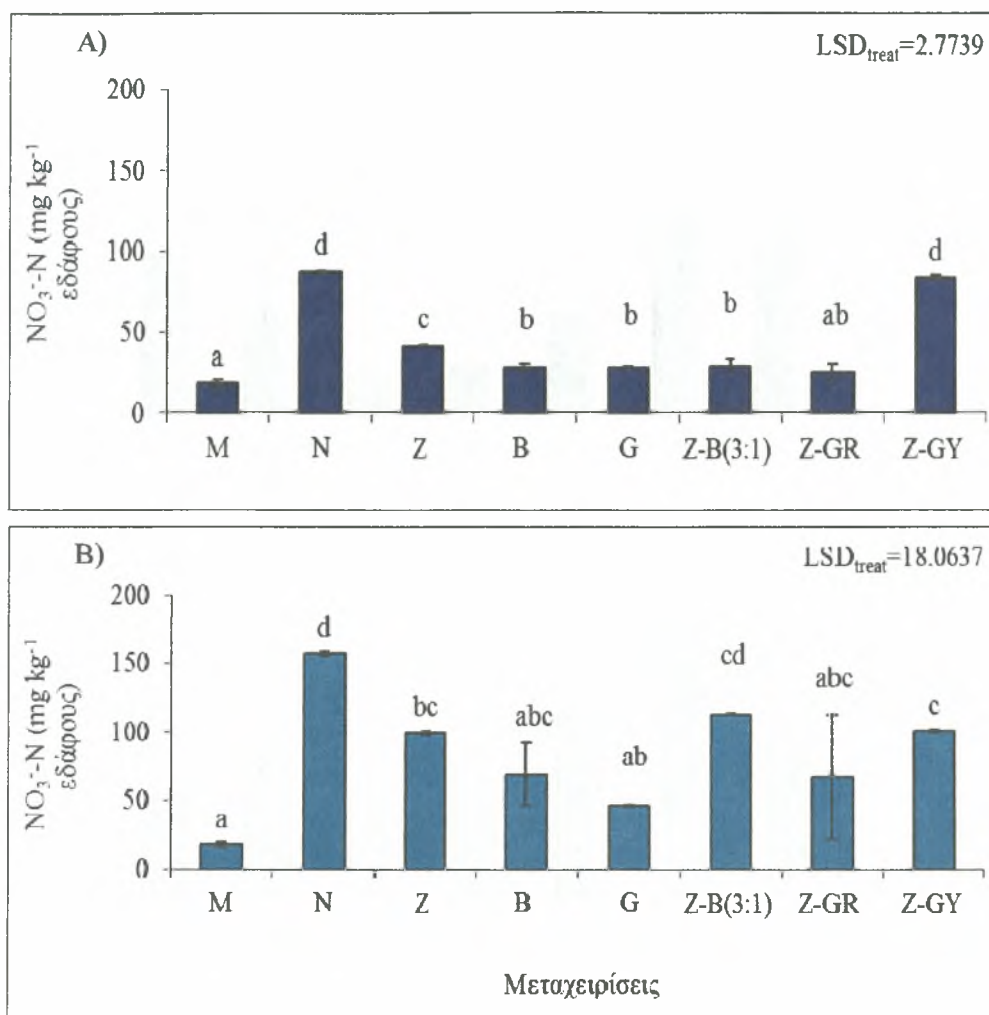 A)
LSDtreat=2.7739
NO3--N (mg kg-1
εδάφους)
200
150
100
50
0
a
d
c
b
b
b
ab
d
M
N
Z
B
G
Z-B(3:1)
Z-GR
Z-GY
B)
LSDtreat=18.0637
NO3--N (mg kg-1
εδάφους)
200
150
100
50
0
a
d
bc
abc
ab
cd
abc
c
M
N
Z
B
G
Z-B(3:1)
Z-GR
Z-GY
Μεταχειρίσεις